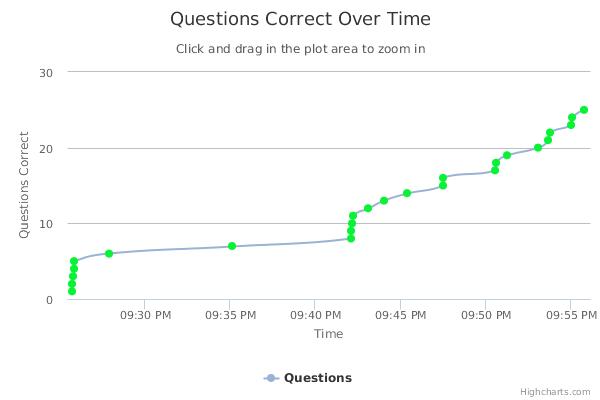 Questions Correct Over Time
Click and drag in the plot area to zoom in
Questions Correct
30
20
10
0
09:30 PM
09:35 PM
09:40 PM
09:45 PM
09:50 PM
09:55 PM
Time
Questions
Highcharts.com